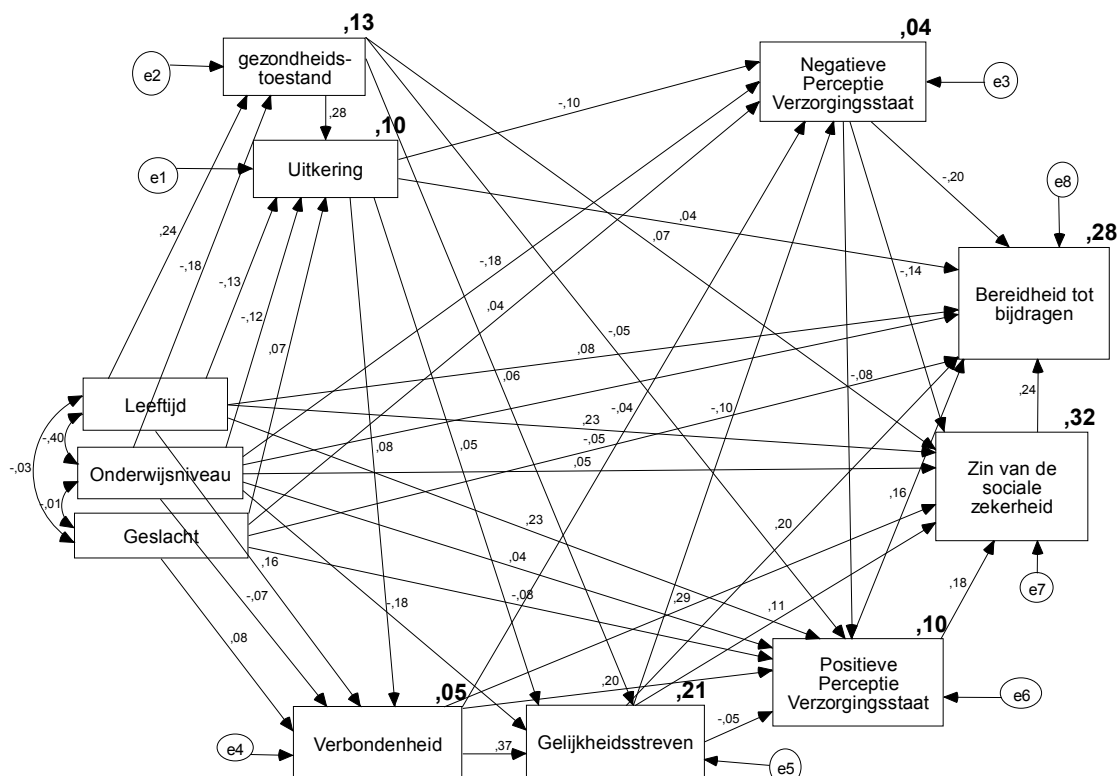 ,13
,04
e2
gezondheids-
toestand
Negatieve
Perceptie
Verzorgingsstaat
e3
,28
,10
-,10
Uitkering
e1
-,20
e8
,04
,07
,28
,24
-,18
-,13
-,18
-,14
-,12
,04
Bereidheid tot
bijdragen
,07
-,05
,08
,06
-,08
Leeftijd
-,04
-,10
,23
,24
,32
-,40
-,03
Onderwijsniveau
,08
,05
-,05
,05
Zin van de
sociale
zekerheid
-,01
Geslacht
,16
,23
,20
,16
,04
e7
-,07
-,18
-,08
,29
,11
,18
,10
,08
Positieve
Perceptie
Verzorgingsstaat
e6
,05
,20
,21
Verbondenheid
e4
,37
Gelijkheidsstreven
-,05
e5